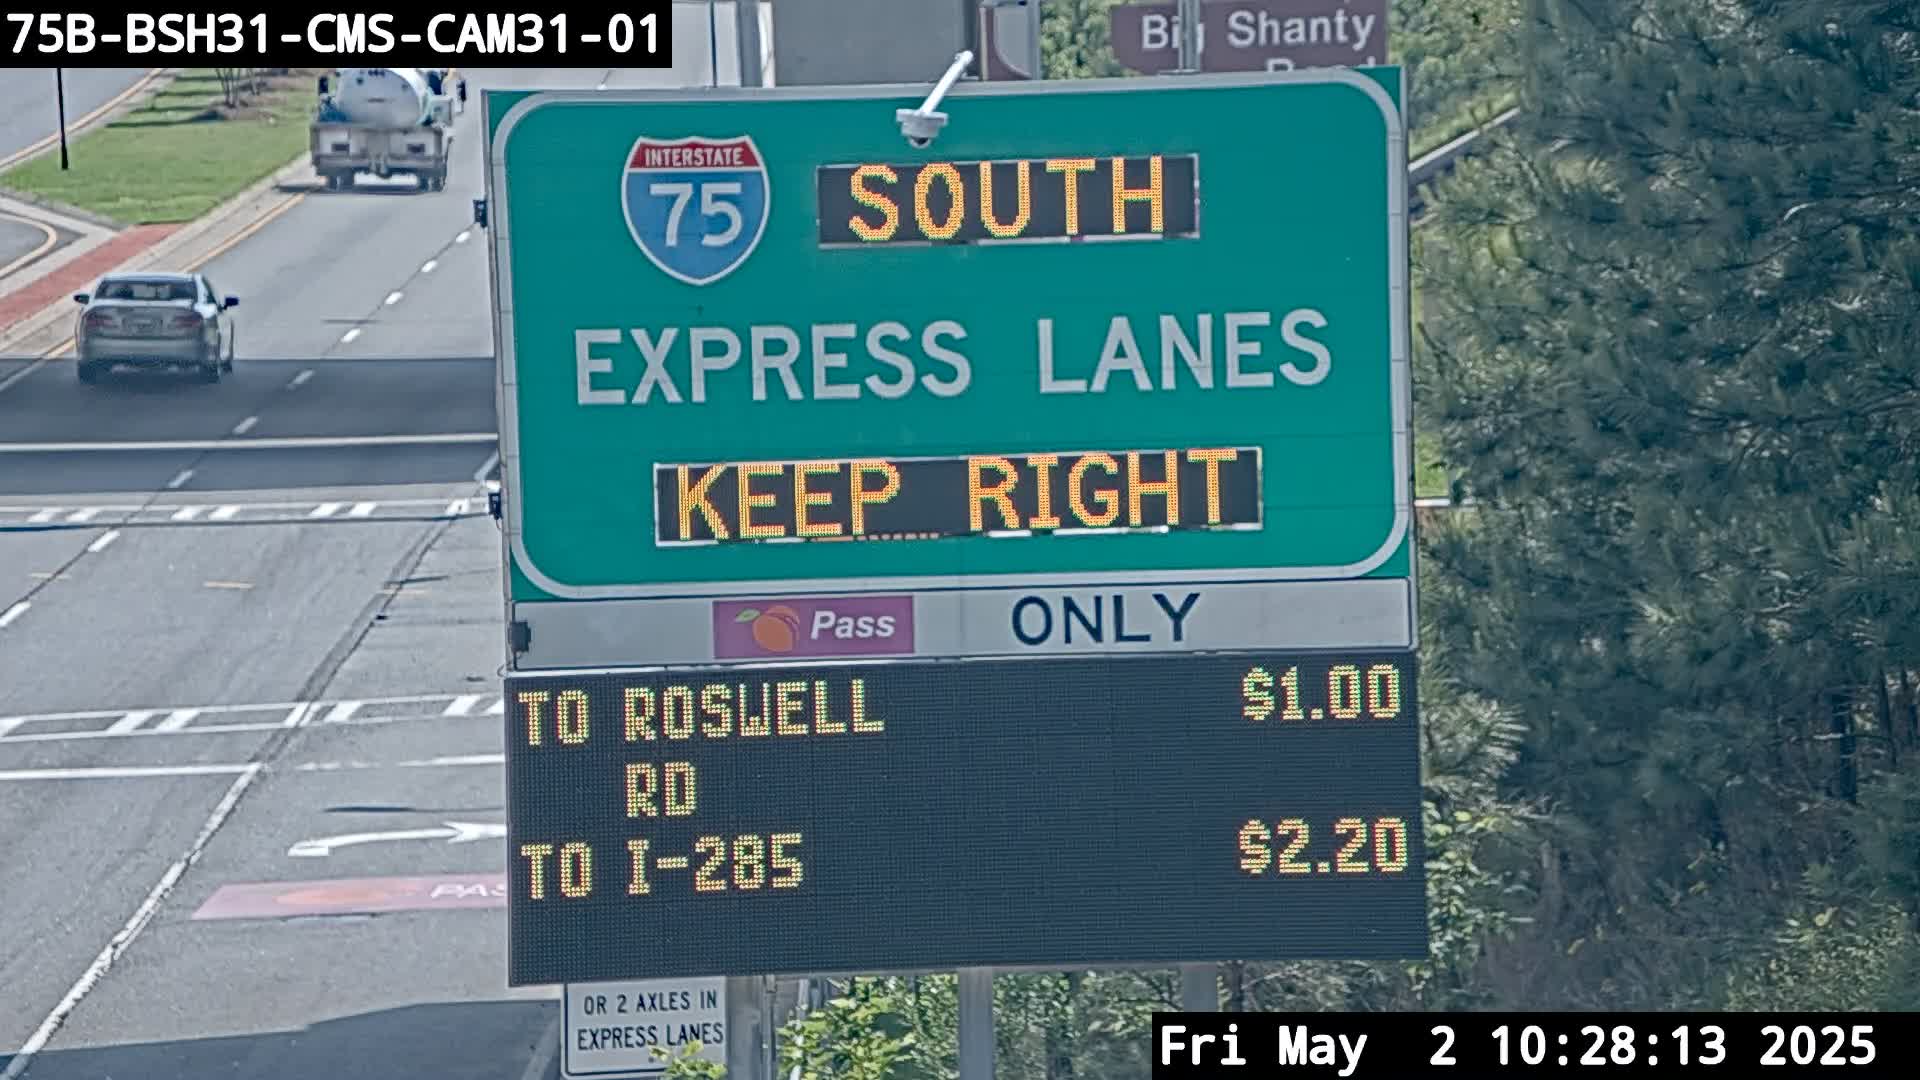 75B-BSH31-CMS-CAM31-01
Big Shanty
Road
INTERSTATE
75
SOUTH
EXPRESS LANES
KEEP RIGHT
Pass ONLY
TO ROSWELL $1.00
RD
TO I-285 $2.20
OR 2 AXLES IN
EXPRESS LANES
Fri May 2 10:28:13 2025